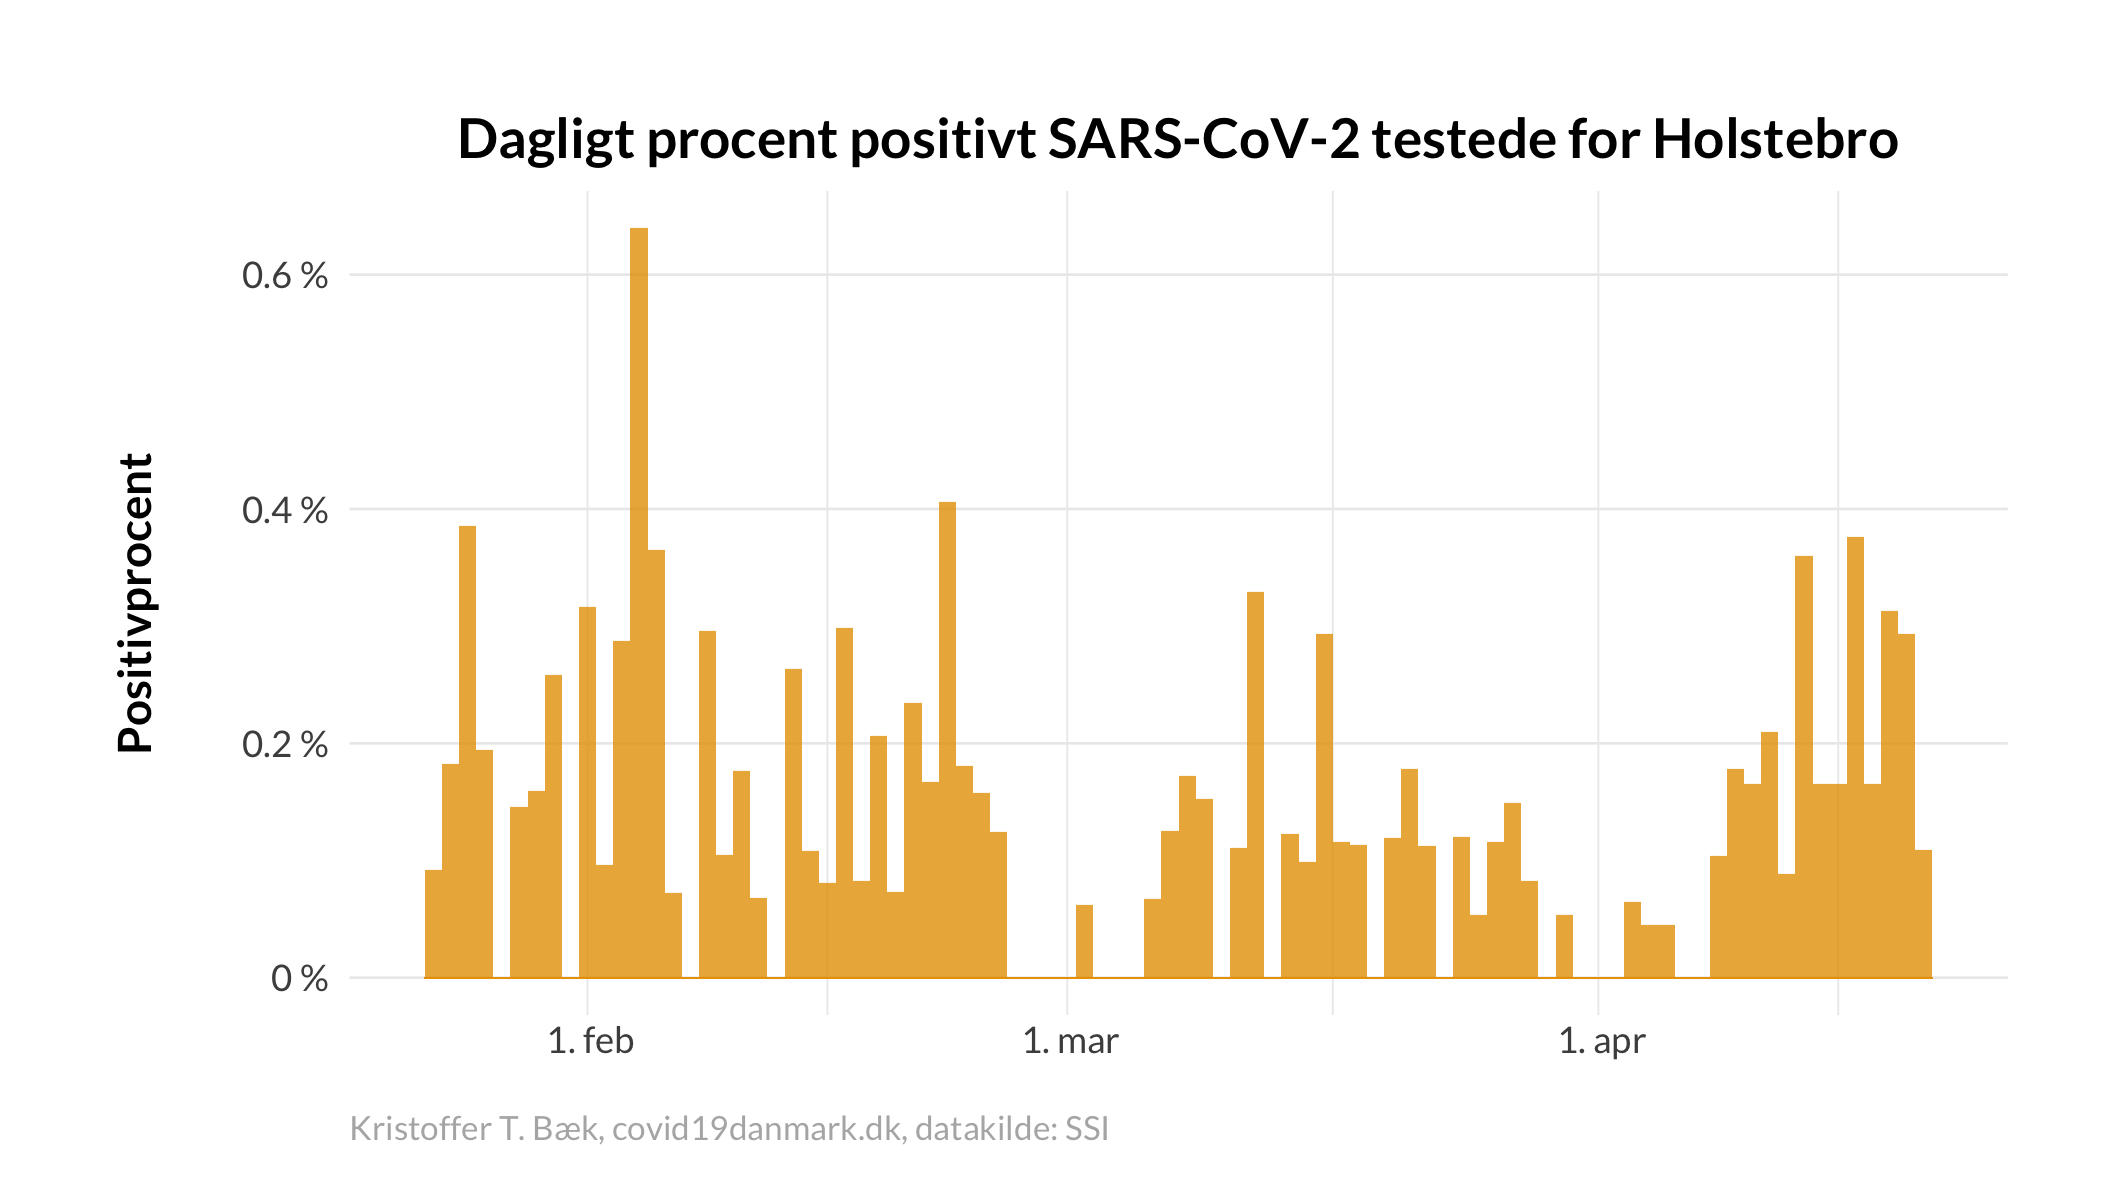 Dagligt procent positivt SARS-CoV-2 testede for Holstebro
Positivprocent
0.6 %
0.4 %
0.2 %
0 %
1. feb
1. mar
1. apr
Kristoffer T. Bæk, covid19danmark.dk, datakilde: SSI